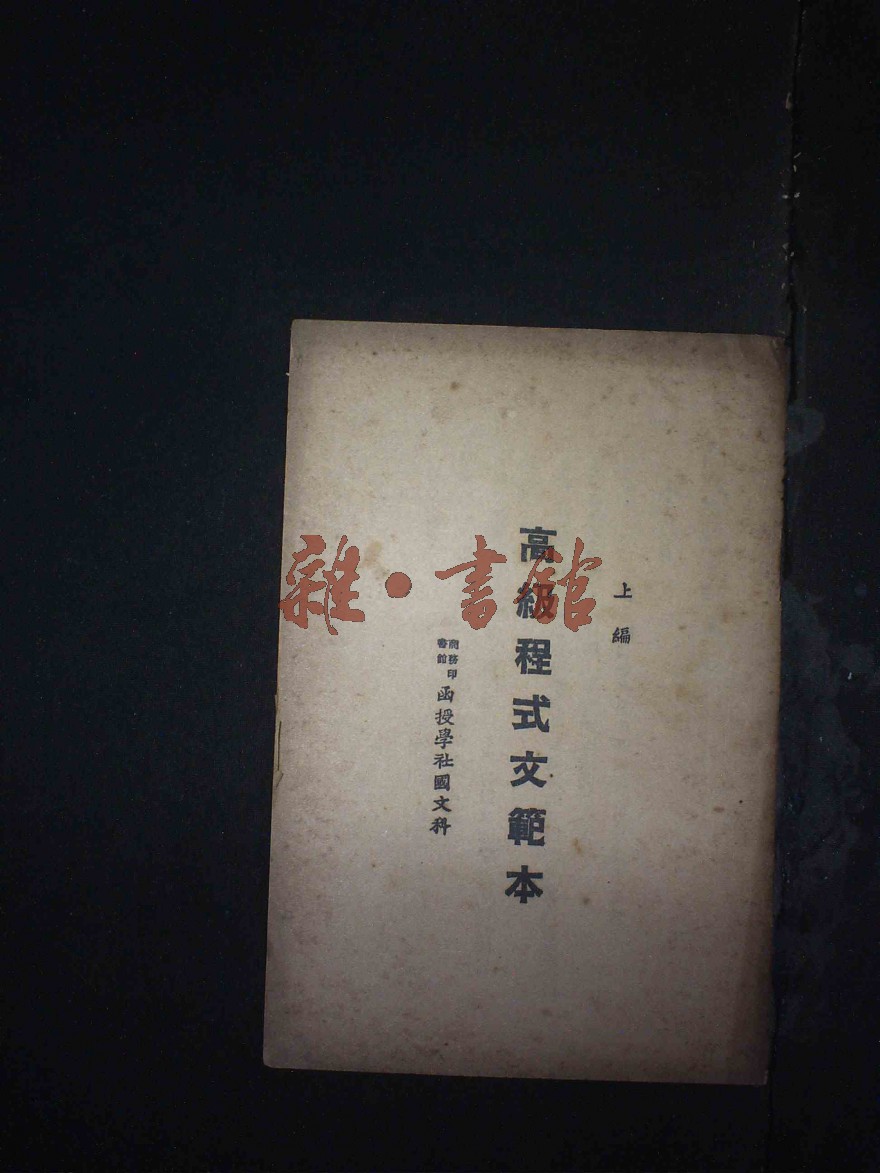 上編
高級程式文範本
商務印書館函授學社國文科
雜·書館